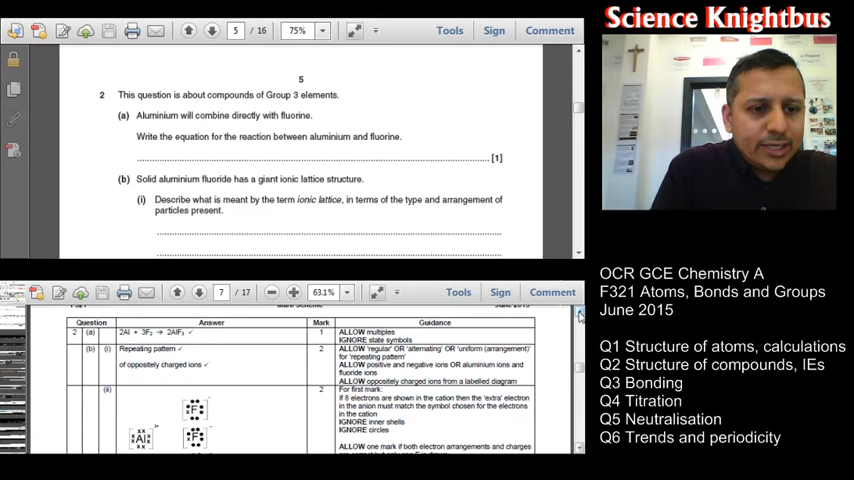 Science Knightbus
5 / 16
75%
Tools
Sign
Comment
5
2 This question is about compounds of Group 3 elements.
(a) Aluminium will combine directly with fluorine.
Write the equation for the reaction between aluminium and fluorine.
[1]
(b) Solid aluminium fluoride has a giant ionic lattice structure.
(i) Describe what is meant by the term ionic lattice, in terms of the type and arrangement of
particles present.
7 / 17
63.1%
Tools
Sign
Comment
F321 Mark Scheme June 2015
Question Answer Mark Guidance
2 (a) 2Al + 3F₂ → 2AlF₃ ✓ 1 ALLOW multiples
IGNORE state symbols
(b) (i) Repeating pattern ✓ 2 ALLOW 'regular' OR 'alternating' OR 'uniform (arrangement)'
for 'repeating pattern'
of oppositely charged ions ✓ ALLOW positive and negative ions OR aluminium ions and
fluoride ions
ALLOW oppositely charged ions from a labelled diagram
(ii) 2 For first mark:
If 8 electrons are shown in the cation then the 'extra' electron
in the anion must match the symbol chosen for the electrons
in the cation
IGNORE inner shells
IGNORE circles
F
Al 3+
F
ALLOW one mark if both electron arrangements and charges
OCR GCE Chemistry A
F321 Atoms, Bonds and Groups
June 2015
Q1 Structure of atoms, calculations
Q2 Structure of compounds, IEs
Q3 Bonding
Q4 Titration
Q5 Neutralisation
Q6 Trends and periodicity